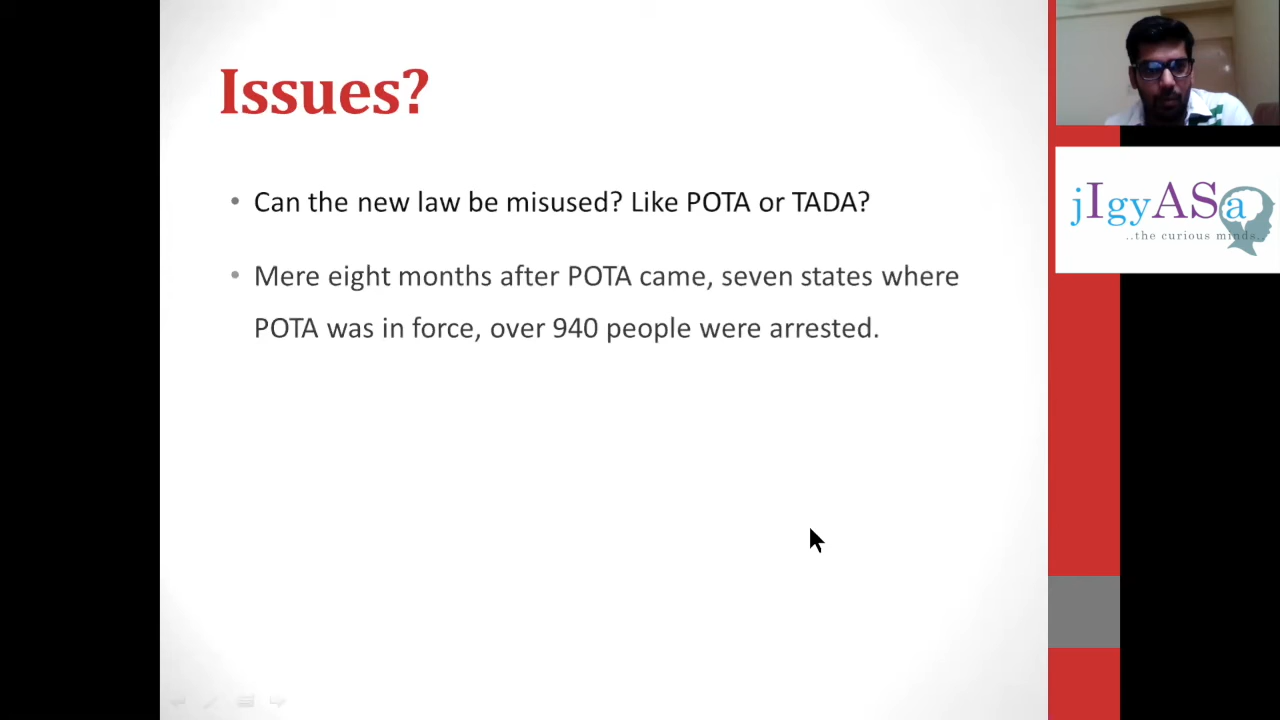 Issues?
• Can the new law be misused? Like POTA or TADA?
• Mere eight months after POTA came, seven states where
POTA was in force, over 940 people were arrested.
jIgyASa
..the curious minds..